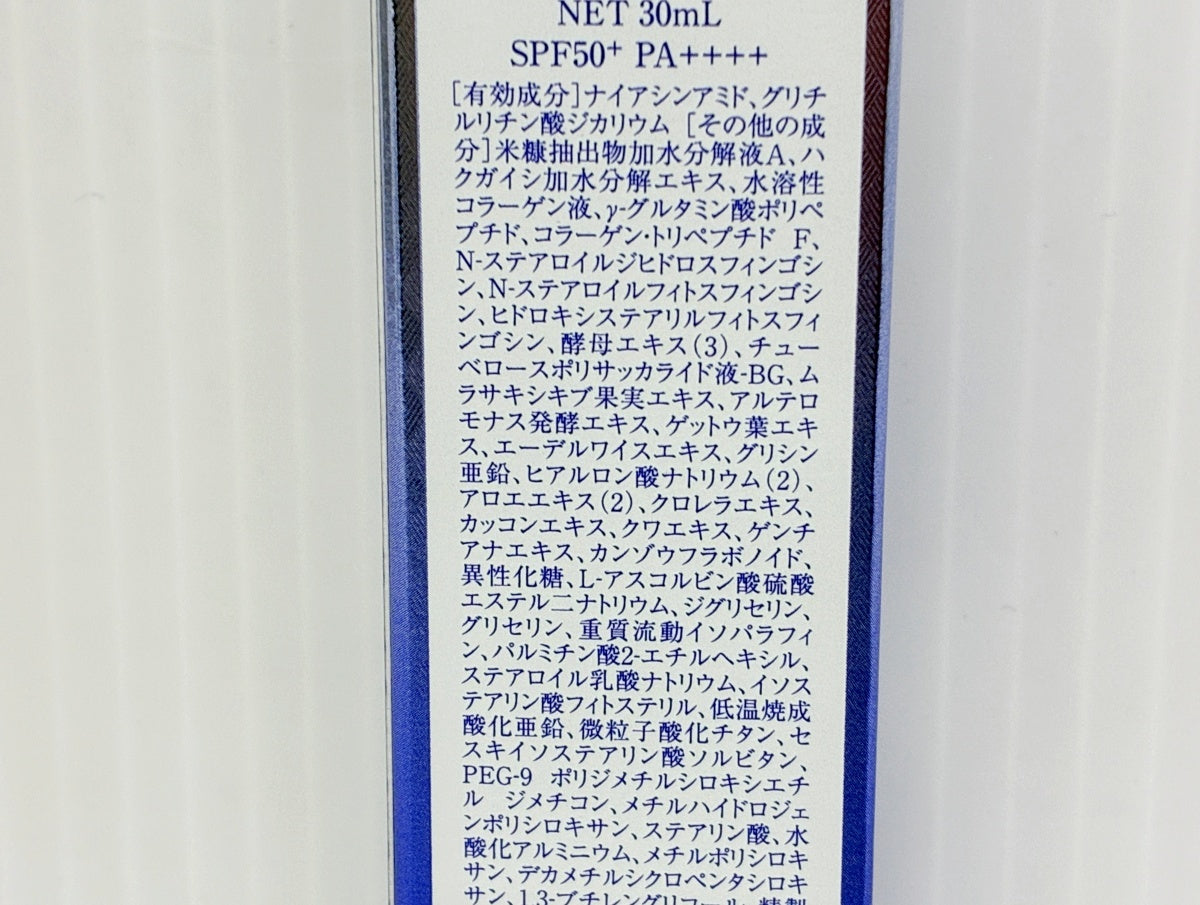 NET 30mL
SPF50+ PA++++
[有効成分]ナイアシンアミド、グリチ
ルリチン酸ジカリウム [その他の成
分]米糠抽出物加水分解液A、ハ
クガイシ加水分解エキス、水溶性
コラーゲン液、γ-グルタミン酸ポリペ
プチド、コラーゲン・トリペプチド F、
N-ステアロイルジヒドロスフィンゴシ
ン、N-ステアロイルフィトスフィンゴシ
ン、ヒドロキシステアリルフィトスフィ
ンゴシン、酵母エキス(3)、チュー
ベロースポリサッカライド液-BG、ム
ラサキシキブ果実エキス、アルテロ
モナス発酵エキス、ゲットウ葉エキ
ス、エーデルワイスエキス、グリシン
亜鉛、ヒアルロン酸ナトリウム(2)、
アロエエキス(2)、クロレラエキス、
カッコンエキス、クワエキス、ゲンチ
アナエキス、カンゾウフラボノイド、
異性化糖、L-アスコルビン酸硫酸
エステル二ナトリウム、ジグリセリン、
グリセリン、重質流動イソパラフィ
ン、パルミチン酸2-エチルヘキシル、
ステアロイル乳酸ナトリウム、イソス
テアリン酸フィトステリル、低温焼成
酸化亜鉛、微粒子酸化チタン、セ
スキイソステアリン酸ソルビタン、
PEG-9 ポリジメチルシロキシエチ
ル ジメチコン、メチルハイドロジェ
ンポリシロキサン、ステアリン酸、水
酸化アルミニウム、メチルポリシロキ
サン、デカメチルシクロペンタシロキ
サン、1,3-ブチレングリコール、精製